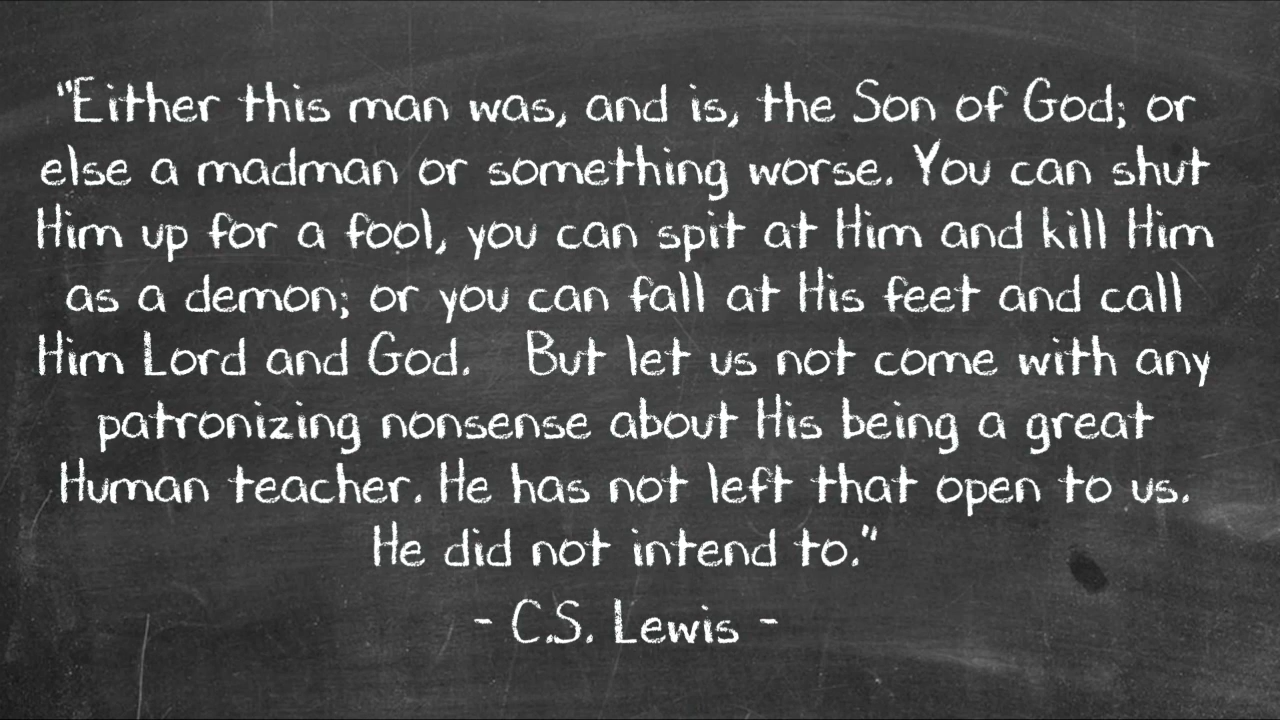 "Either this man was, and is, the Son of God; or
else a madman or something worse. You can shut
Him up for a fool, you can spit at Him and kill Him
as a demon; or you can fall at His feet and call
Him Lord and God. But let us not come with any
patronizing nonsense about His being a great
Human teacher. He has not left that open to us.
He did not intend to."
- C.S. Lewis -